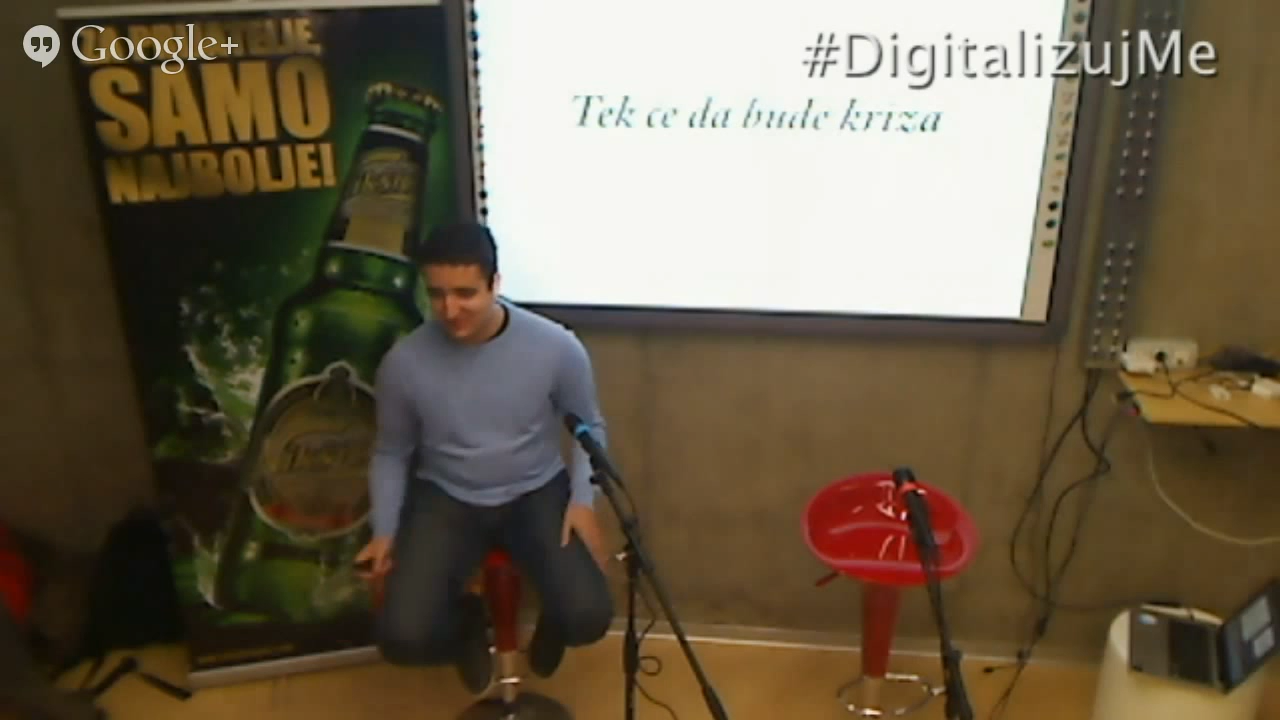 Google+
#DigitalizujMe
SAMO
NAJBOLJE!
Tek ce da bude kriza